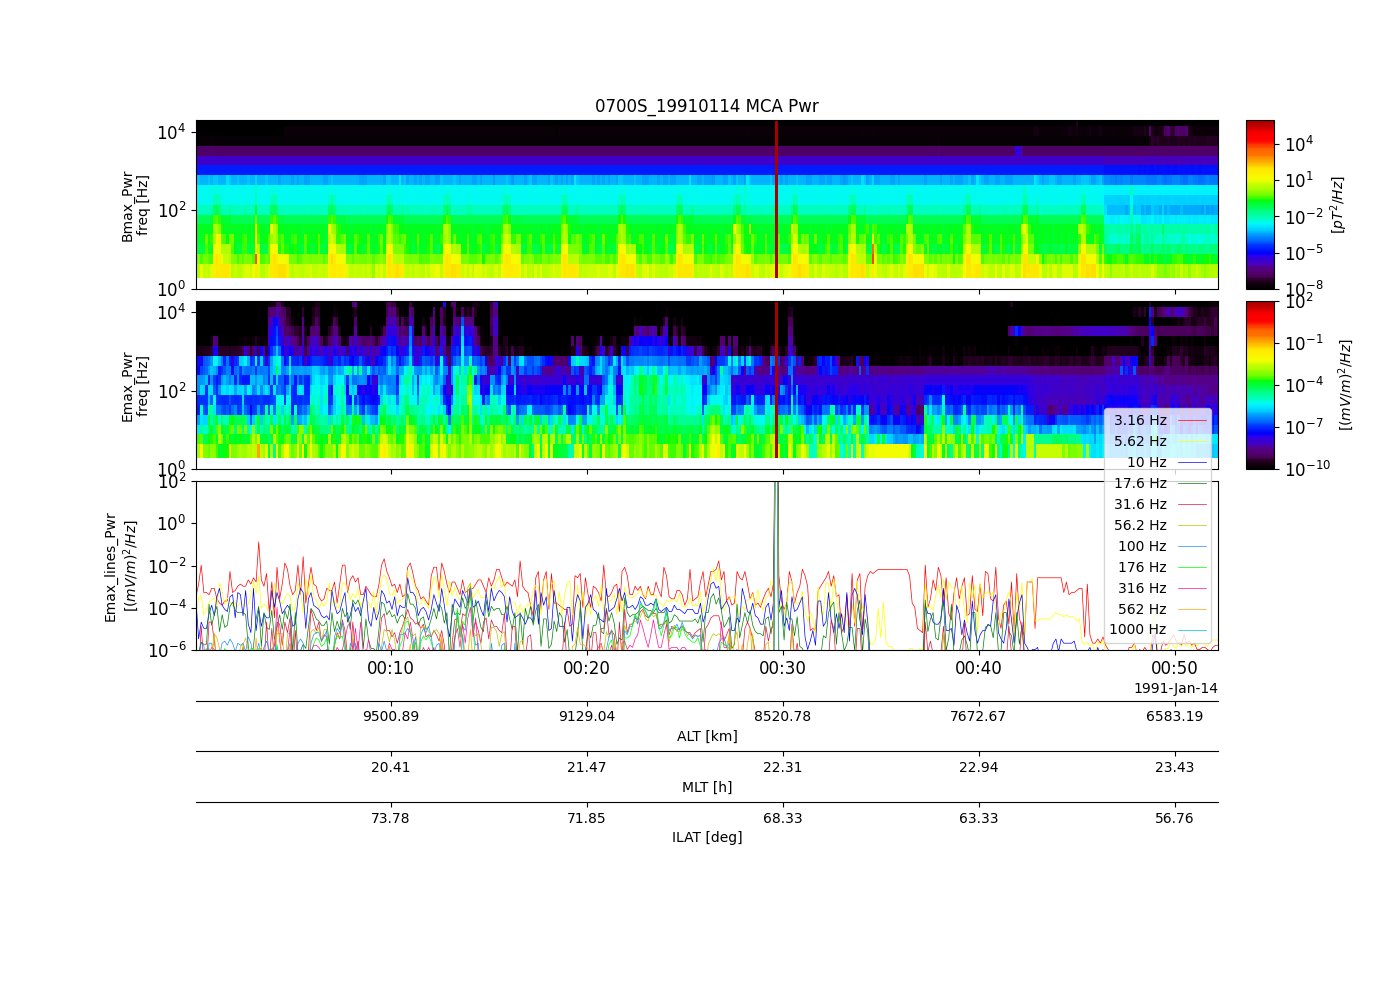 0700S_19910114 MCA Pwr
10^4
10^2
10^0
Bmax_Pwr
freq [Hz]
10^4
10^1
10^-2
10^-5
10^-8
[pT^2/Hz]
10^4
10^2
10^0
Emax_Pwr
freq [Hz]
10^2
10^-1
10^-4
10^-7
10^-10
[(mV/m)^2/Hz]
10^2
10^0
10^-2
10^-4
10^-6
Emax_lines_Pwr
[(mV/m)^2/Hz]
3.16 Hz
5.62 Hz
10 Hz
17.6 Hz
31.6 Hz
56.2 Hz
100 Hz
176 Hz
316 Hz
562 Hz
1000 Hz
00:10 00:20 00:30 00:40 00:50
1991-Jan-14
9500.89 9129.04 8520.78 7672.67 6583.19
ALT [km]
20.41 21.47 22.31 22.94 23.43
MLT [h]
73.78 71.85 68.33 63.33 56.76
ILAT [deg]